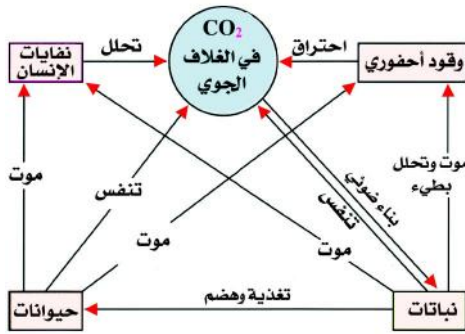 CO₂
في الغلاف
الجوي
نفايات
الإنسان
تحلل
احتراق
وقود أحفوري
موت
تنفس
موت
موت
تنفس
بناء ضوئي
موت وتحلل
بطيء
حيوانات
تغذية وهضم
نباتات